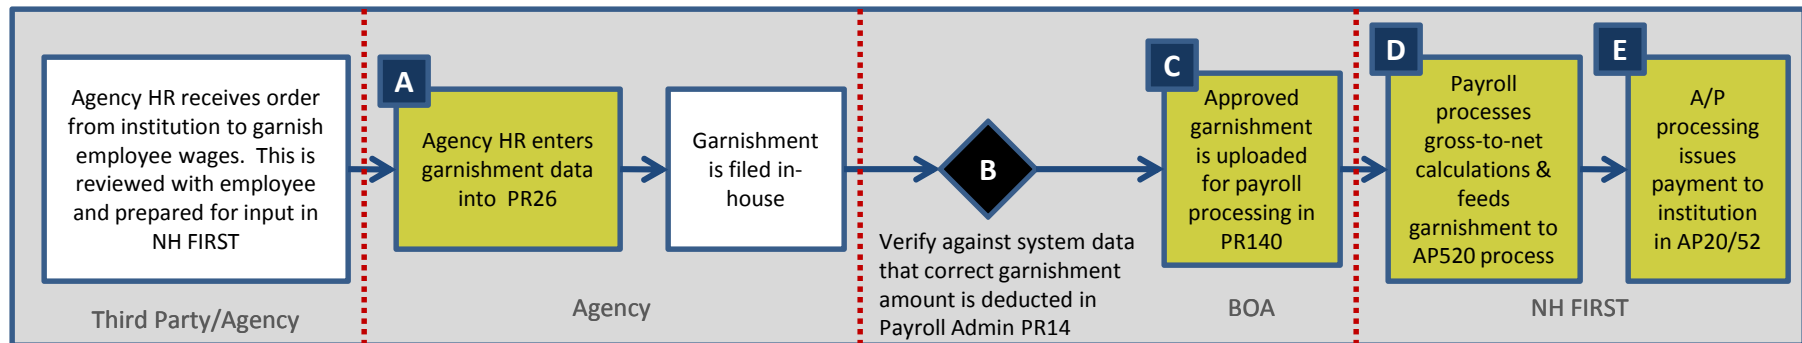 Agency HR receives order
from institution to garnish
employee wages.  This is
reviewed with employee
and prepared for input in
NH FIRST
Third Party/Agency
A
Agency HR enters
garnishment data
into  PR26
Garnishment
is filed in-
house
Agency
B
Verify against system data
that correct garnishment
amount is deducted in
Payroll Admin PR14
C
Approved
garnishment
is uploaded
for payroll
processing in
PR140
BOA
D
Payroll
processes
gross-to-net
calculations &
feeds
garnishment to
AP520 process
E
A/P
processing
issues
payment to
institution
in AP20/52
NH FIRST